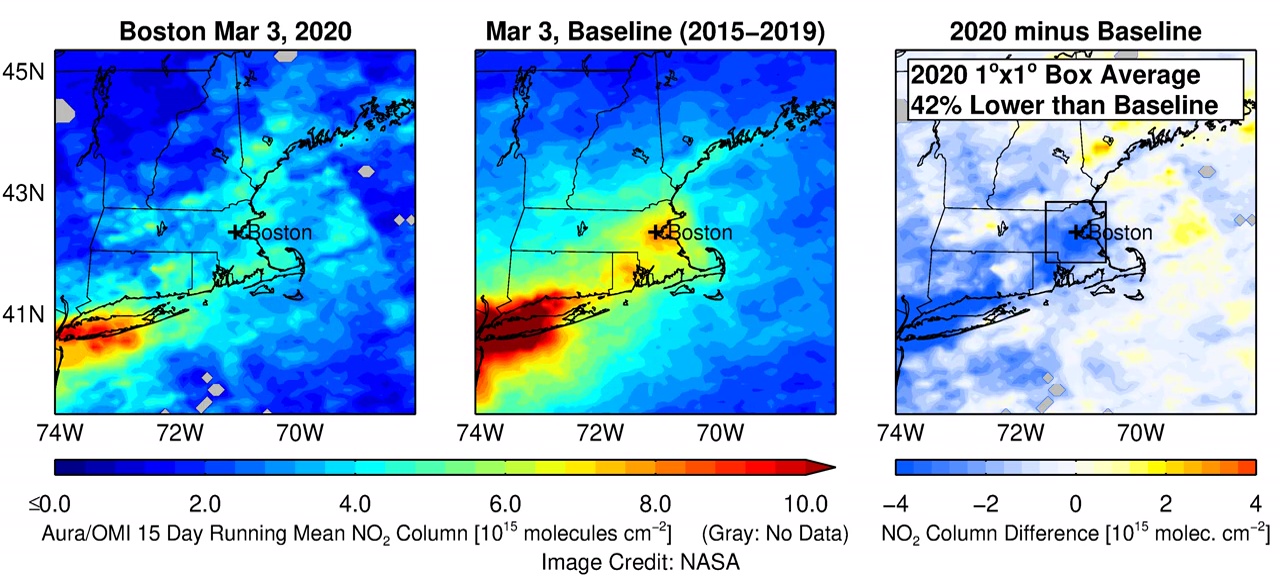 Boston Mar 3, 2020
Mar 3, Baseline (2015−2019)
2020 minus Baseline
2020 1°x1° Box Average
42% Lower than Baseline
45N
43N
41N
Boston
Boston
Boston
74W 72W 70W
74W 72W 70W
74W 72W 70W
≤0.0 2.0 4.0 6.0 8.0 10.0
−4 −2 0 2 4
Aura/OMI 15 Day Running Mean NO₂ Column [10¹⁵ molecules cm⁻²] (Gray: No Data)
NO₂ Column Difference [10¹⁵ molec. cm⁻²]
Image Credit: NASA